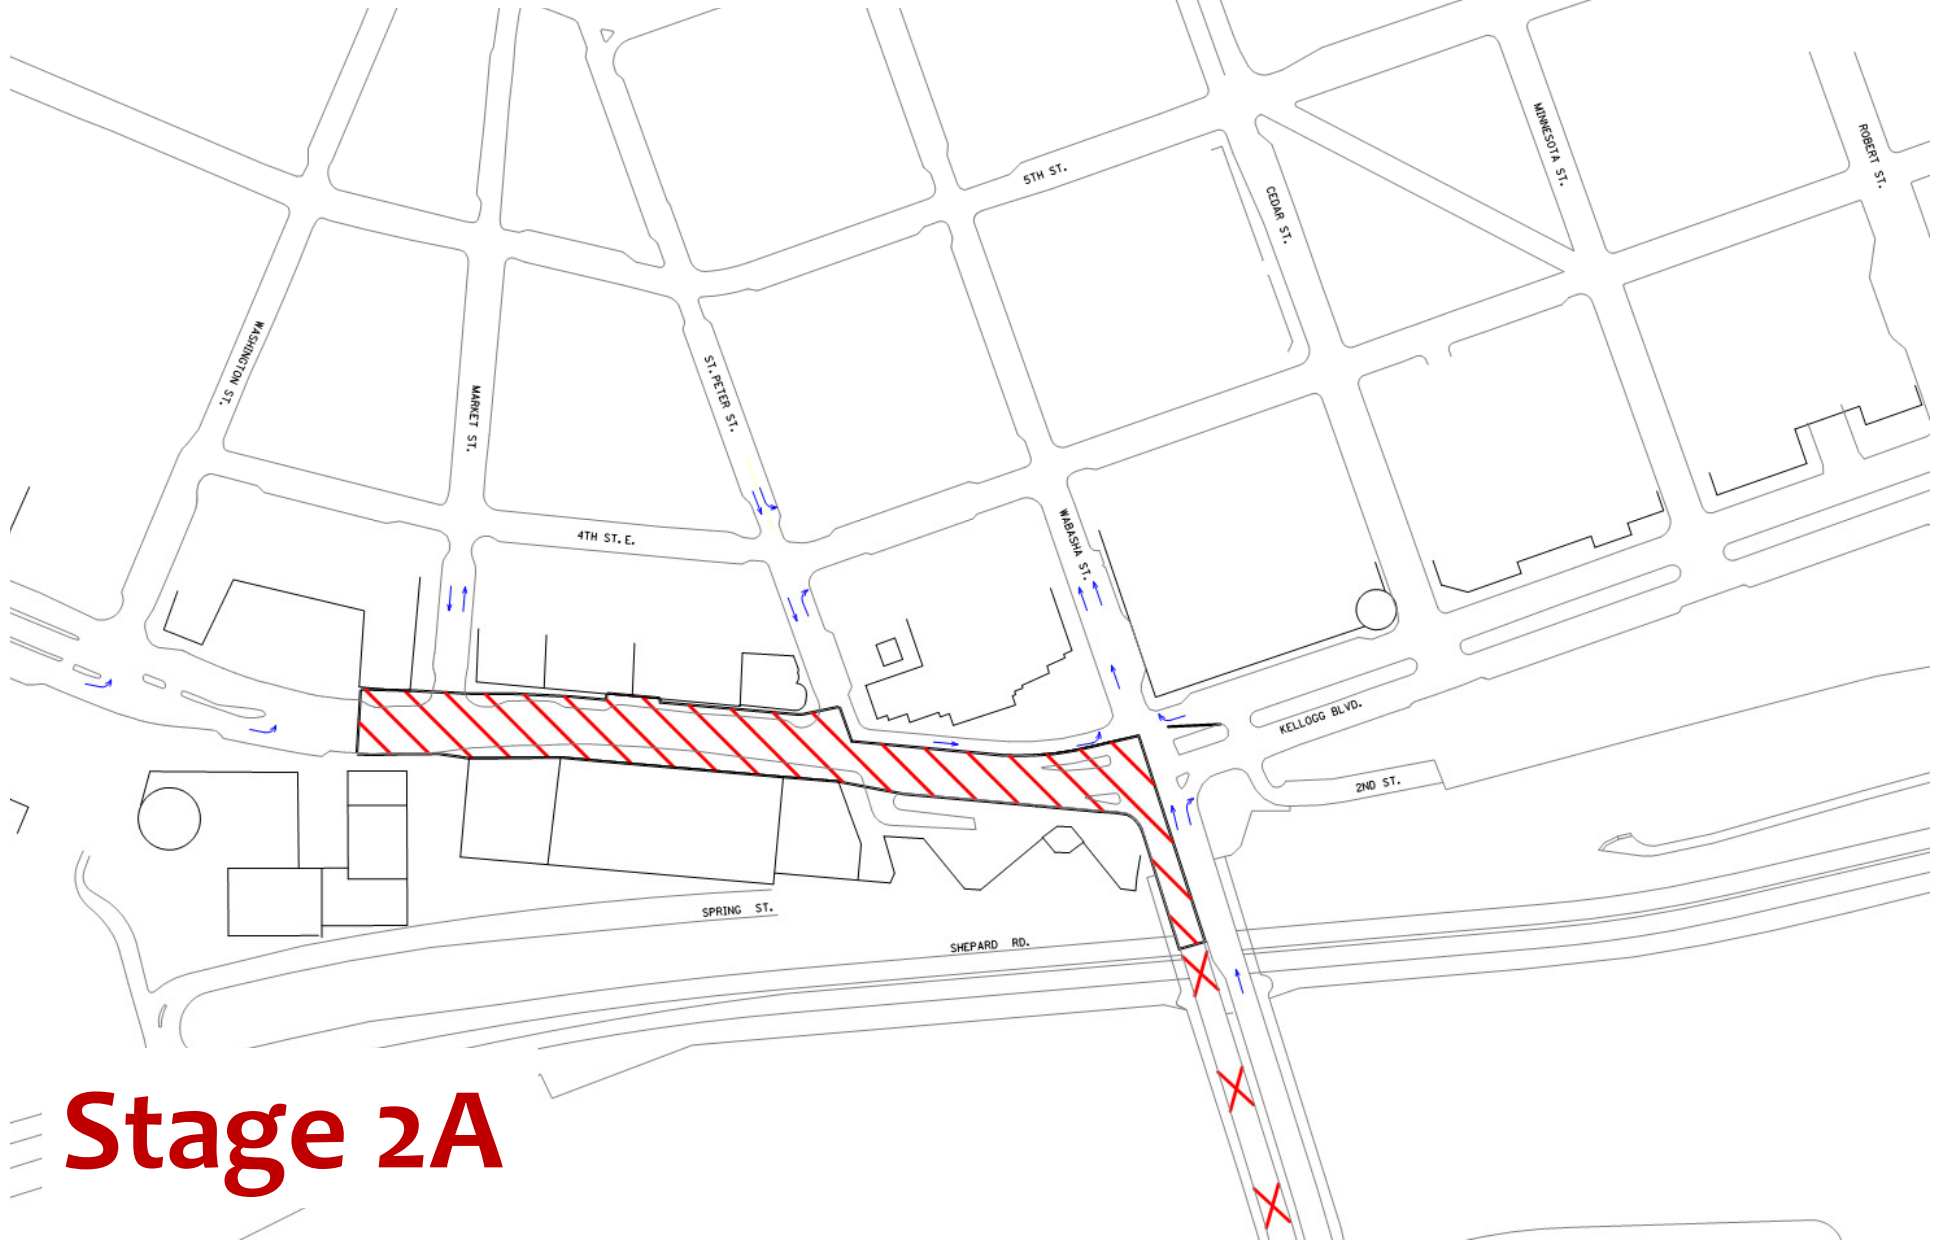 MINNESOTA ST.
ROBERT ST.
5TH ST.
CEDAR ST.
WASHINGTON ST.
MARKET ST.
ST. PETER ST.
4TH ST. E.
WABASHA ST.
KELLOGG BLVD.
2ND ST.
SPRING ST.
SHEPARD RD.
Stage 2A